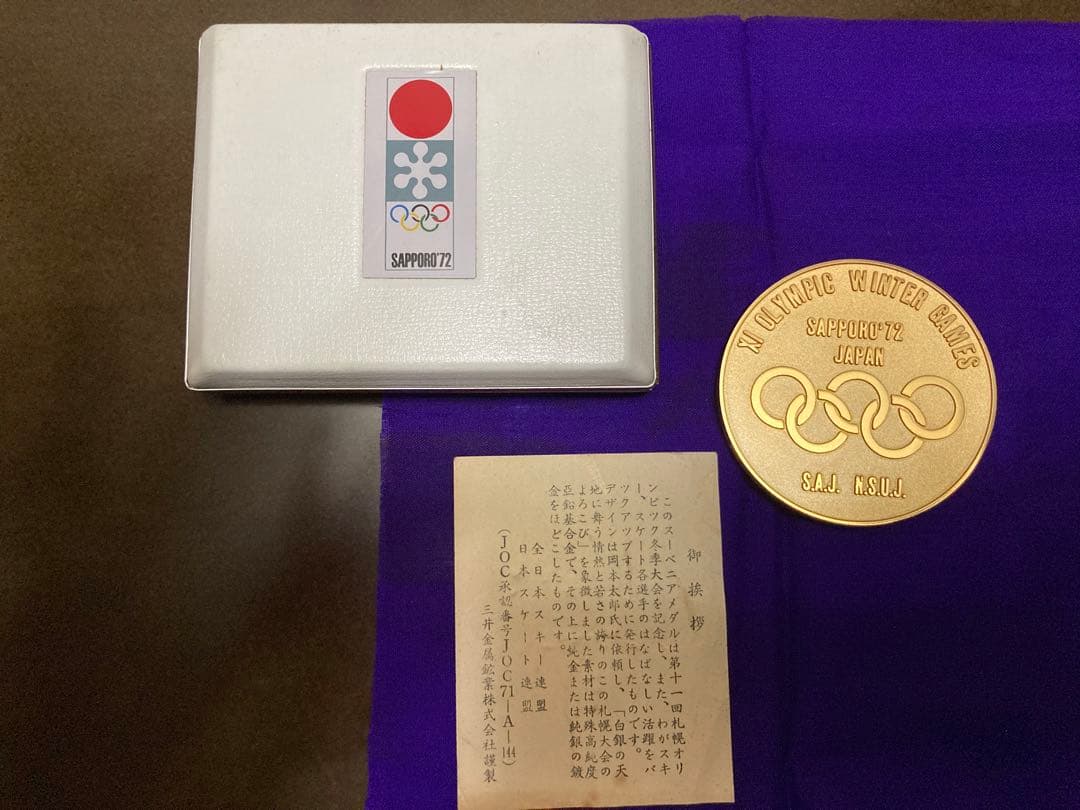 SAPPORO'72
XI OLYMPIC WINTER GAMES
SAPPORO'72
JAPAN
S.A.J. N.S.U.J.
御挨拶
このスーベニアメダルは第十一回札幌オリ
ンピック冬季大会を記念し、また、わがスキ
ー、スケート各選手のはなばなしい活躍をバ
ックアップするために発行したものです。
デザインは岡本太郎氏に依頼し、「白銀の天
地に舞う情熱と若さの誇りのこの札幌大会の
よろこび」を象徴しました素材は特殊高純度
亜鉛基合金で、その上に純金または純銀の鍍
金をほどこしたものです。
全日本スキー連盟
日本スケート連盟
(JOC承認番号JOC71―A―144)
三井金属鉱業株式会社謹製